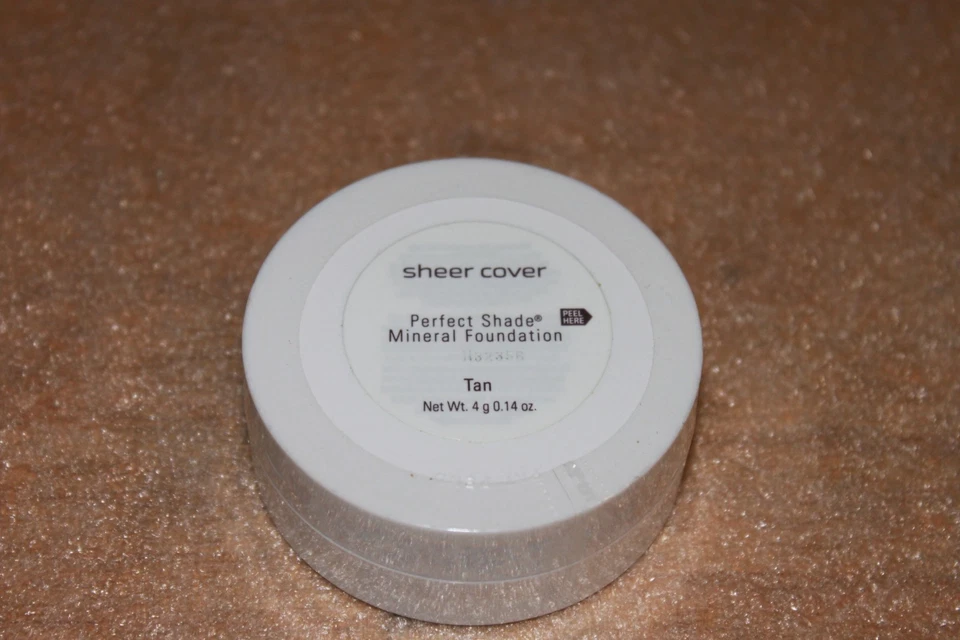 sheer cover
Perfect Shade®
Mineral Foundation
PEEL
HERE
Tan
Net Wt. 4 g 0.14 oz.